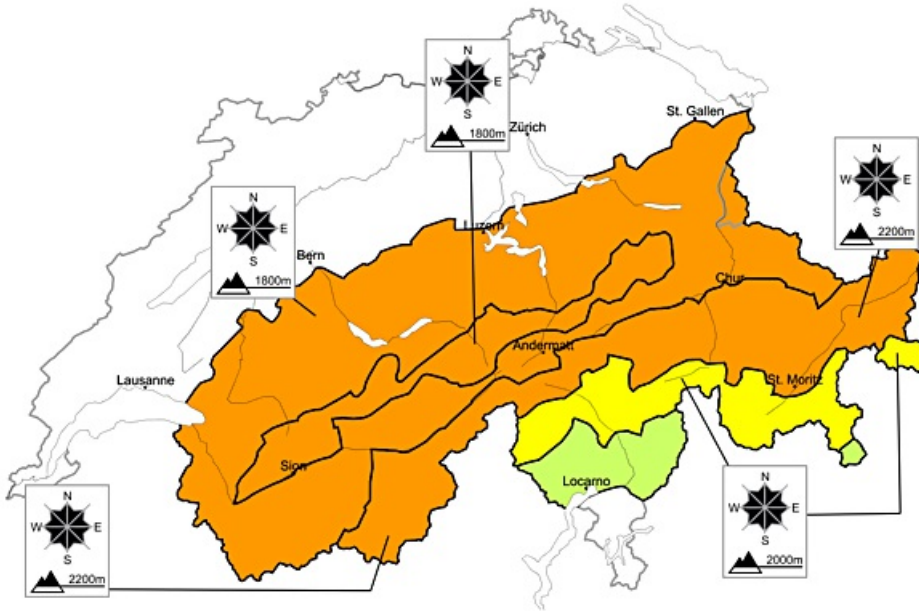 N
W E
S
1800m
Zürich
St. Gallen
N
W E
S
2200m
N
W E
S
1800m
Bern
Luzern
Chur
Andermatt
Lausanne
St. Moritz
Sion
Locarno
N
W E
S
2200m
N
W E
S
2000m